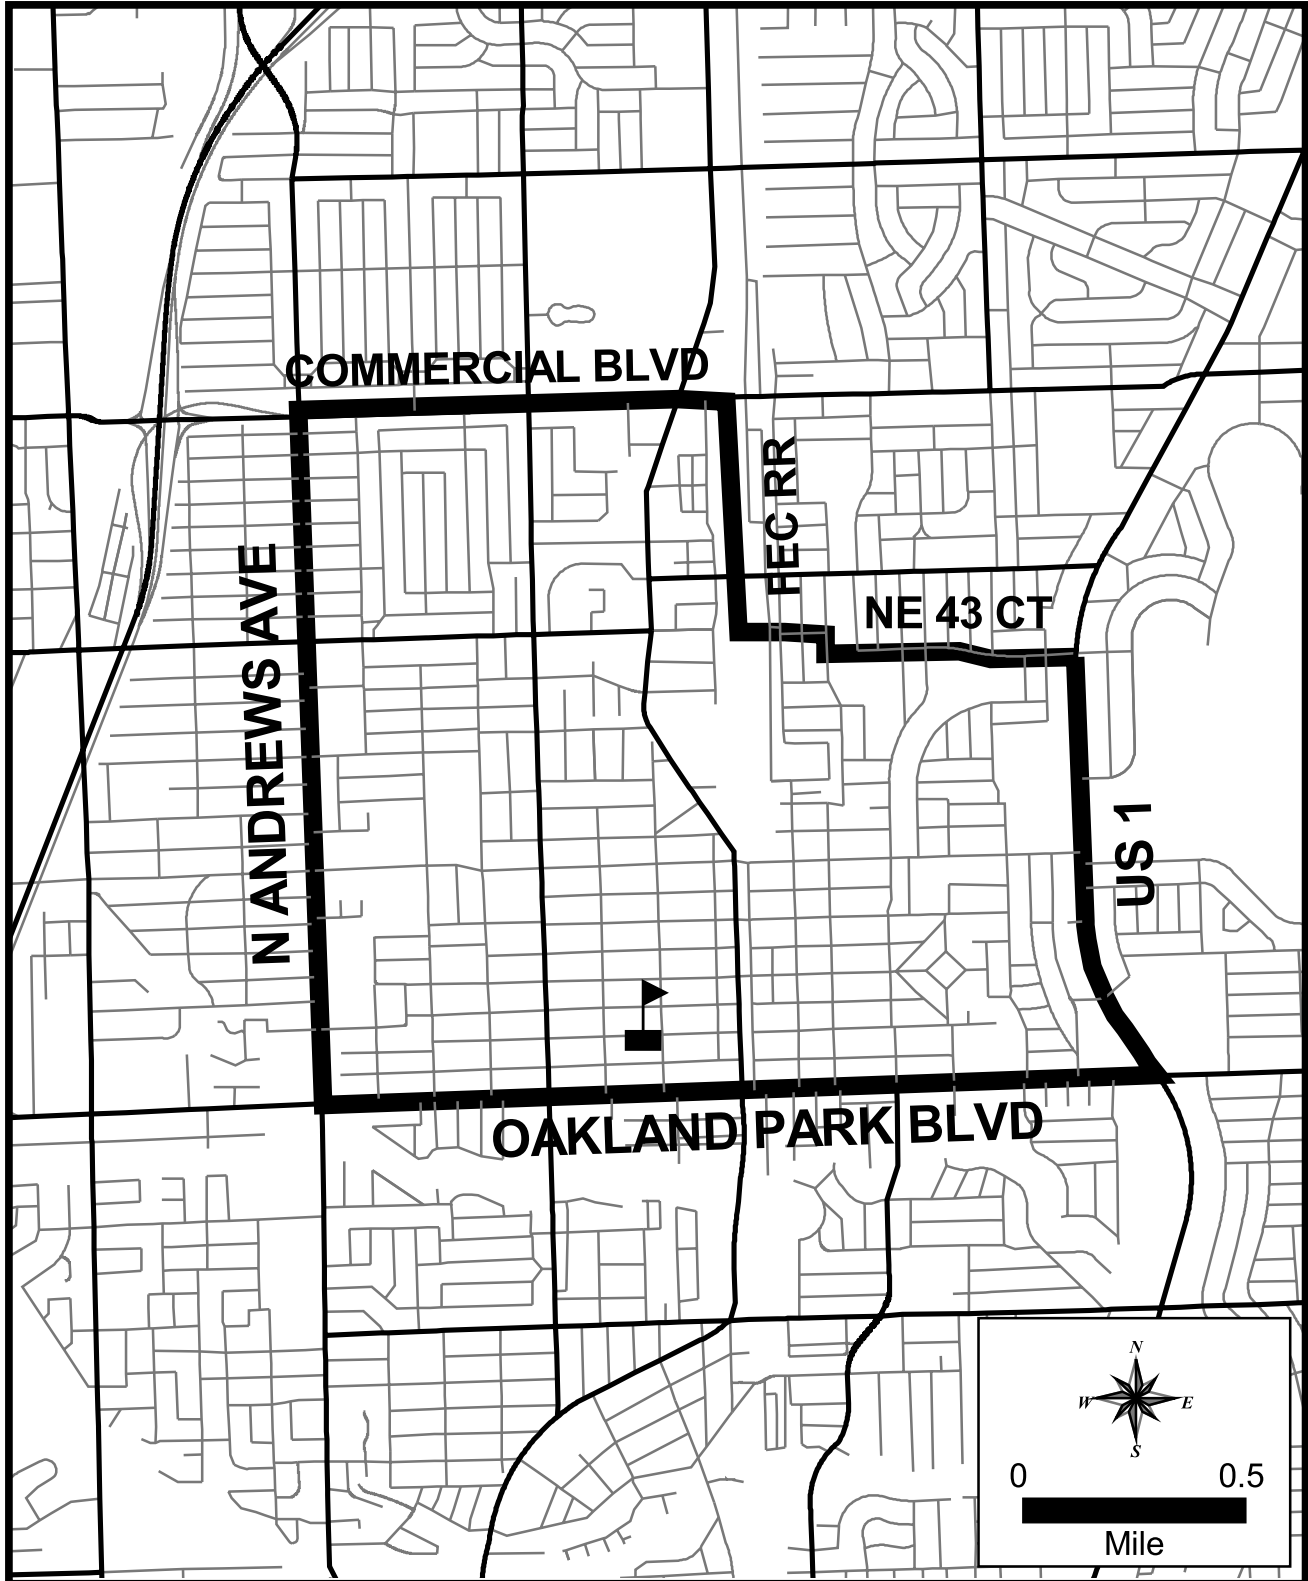 COMMERCIAL BLVD
FEC RR
N ANDREWS AVE
NE 43 CT
US 1
OAKLAND PARK BLVD
N
W E
S
0 0.5
Mile